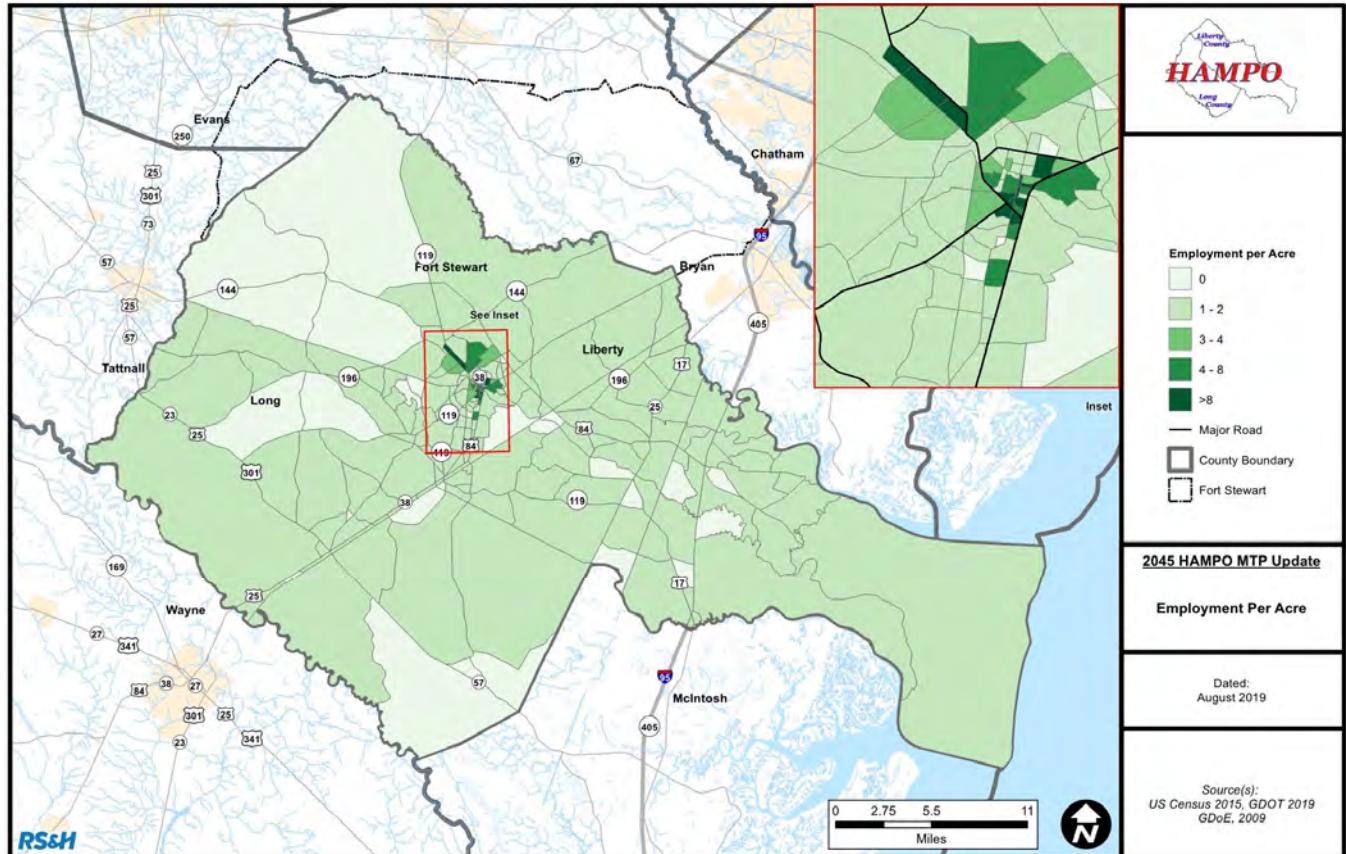 Evans
250
25
301
73
57
25
57
Tattnall
67
Chatham
95
Bryan
405
119
Fort Stewart
144
144
See Inset
Liberty
17
196
38
196
Long
25
23
25
119
84
84
119
301
38
119
17
25
169
Wayne
27
341
84
38
27
301
25
23
341
57
95
McIntosh
405
Inset
0 2.75 5.5 11
Miles
N
RS&H
Liberty
County
HAMPO
Long
County
Employment per Acre
0
1 - 2
3 - 4
4 - 8
>8
Major Road
County Boundary
Fort Stewart
2045 HAMPO MTP Update
Employment Per Acre
Dated:
August 2019
Source(s):
US Census 2015, GDOT 2019
GDoE, 2009